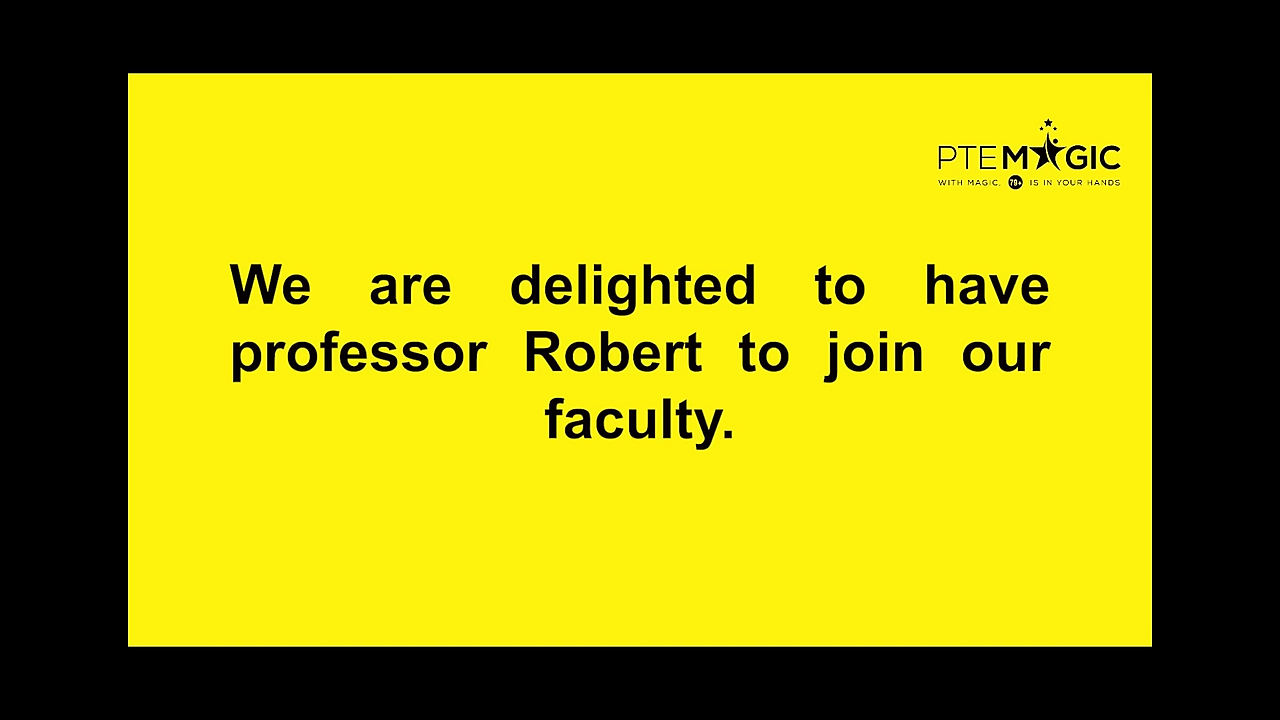 PTEMAGIC
WITH MAGIC. 79+ IS IN YOUR HANDS
We are delighted to have
professor Robert to join our
faculty.